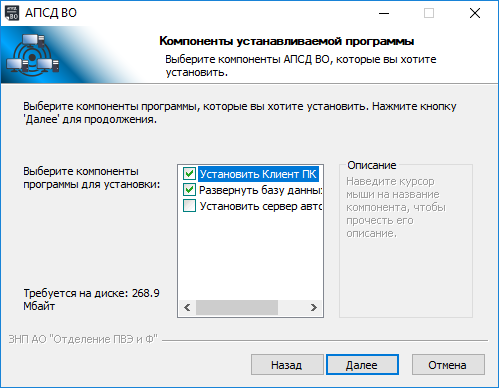 АПСД ВО
АПСД
ВО
Компоненты устанавливаемой программы
Выберите компоненты АПСД ВО, которые вы хотите
установить.
Выберите компоненты программы, которые вы хотите установить. Нажмите кнопку
'Далее' для продолжения.
Выберите компоненты
программы для установки:
Установить Клиент ПК
Развернуть базу данны
Установить сервер авто
Описание
Наведите курсор
мыши на название
компонента, чтобы
прочесть его
описание.
Требуется на диске: 268.9
Мбайт
ЗНП АО "Отделение ПВЭ и Ф"
Назад
Далее
Отмена